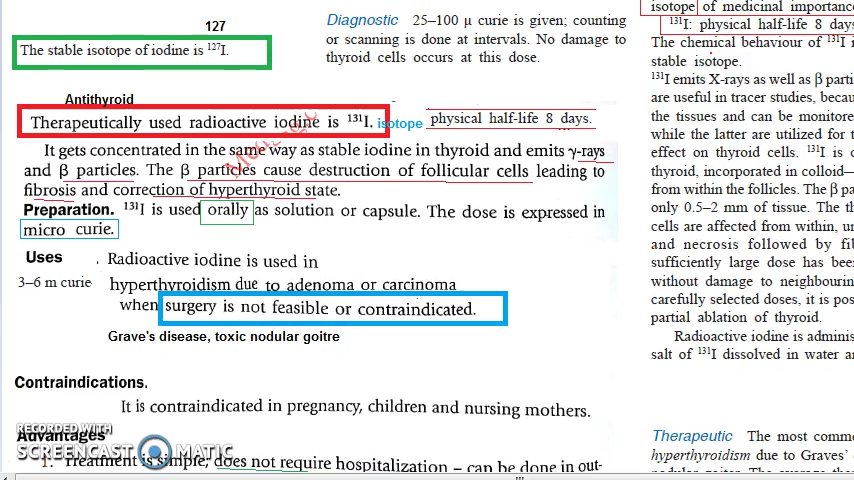 127
The stable isotope of iodine is ¹²⁷I.
Diagnostic 25–100 μ curie is given; counting
or scanning is done at intervals. No damage to
thyroid cells occurs at this dose.
Antithyroid
Therapeutically used radioactive iodine is ¹³¹I. isotope physical half-life 8 days.
It gets concentrated in the same way as stable iodine in thyroid and emits γ-rays
and β particles. The β particles cause destruction of follicular cells leading to
fibrosis and correction of hyperthyroid state.
Preparation. ¹³¹I is used orally as solution or capsule. The dose is expressed in
micro curie.
Uses Radioactive iodine is used in
3–6 m curie hyperthyroidism due to adenoma or carcinoma
when surgery is not feasible or contraindicated.
Grave's disease, toxic nodular goitre
Contraindications.
It is contraindicated in pregnancy, children and nursing mothers.
Advantages
1. Treatment is simple, does not require hospitalization – can be done in out-
RECORDED WITH
SCREENCAST MATIC
isotope of medicinal importance
¹³¹I: physical half-life 8 days
The chemical behaviour of ¹³¹I
stable isotope.
¹³¹I emits X-rays as well as β
are useful in tracer studies,
the tissues and can be
while the latter are utilized for
effect on thyroid cells. ¹³¹I is
thyroid, incorporated in colloid—
from within the follicles. The β
only 0.5–2 mm of tissue. The
cells are affected from within,
and necrosis followed by
sufficiently large dose has
without damage to
carefully selected doses, it is
partial ablation of thyroid.
Radioactive iodine is
salt of ¹³¹I dissolved in water
Therapeutic The most
hyperthyroidism due to Graves'